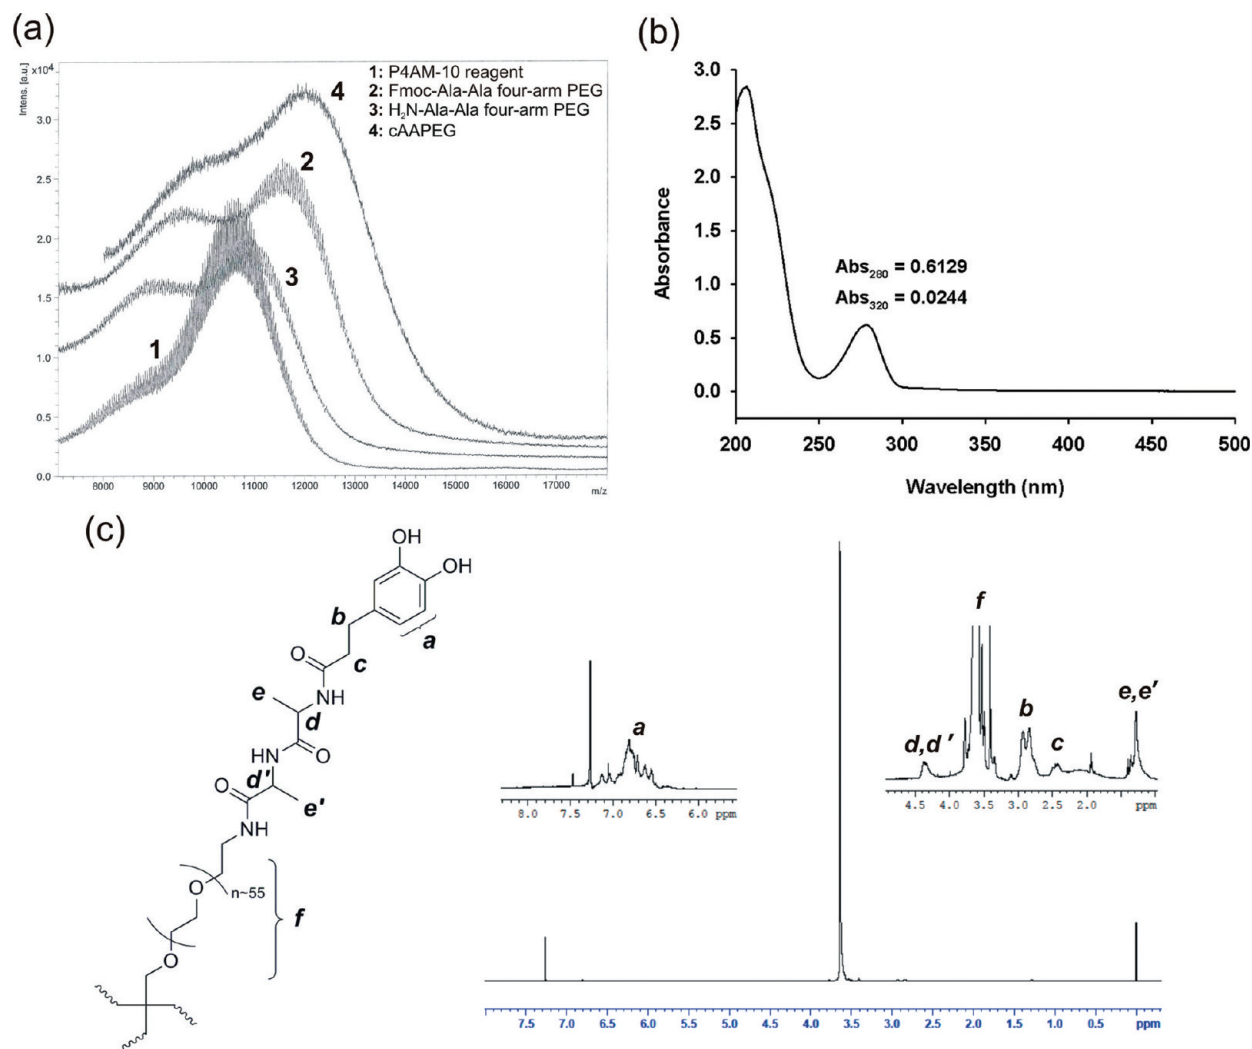 (a)
Intens. [a.u.]
x10⁴
3.0
2.5
2.0
1.5
1.0
0.5
0.0
8000 9000 10000 11000 12000 13000 14000 15000 16000 17000
m/z
1: P4AM-10 reagent
2: Fmoc-Ala-Ala four-arm PEG
3: H₂N-Ala-Ala four-arm PEG
4: cAAPEG
4
2
3
1
(b)
Absorbance
3.0
2.5
2.0
1.5
1.0
0.5
0.0
Abs₂₈₀ = 0.6129
Abs₃₂₀ = 0.0244
200 250 300 350 400 450 500
Wavelength (nm)
(c)
OH
OH
b
a
O
c
e
NH
d
NH
O
d'
O
e'
NH
O
n~55
f
O
a
8.0 7.5 7.0 6.5 6.0 ppm
f
e,e'
b
d,d '
c
4.5 4.0 3.5 3.0 2.5 2.0 ppm
7.5 7.0 6.5 6.0 5.5 5.0 4.5 4.0 3.5 3.0 2.5 2.0 1.5 1.0 0.5 ppm